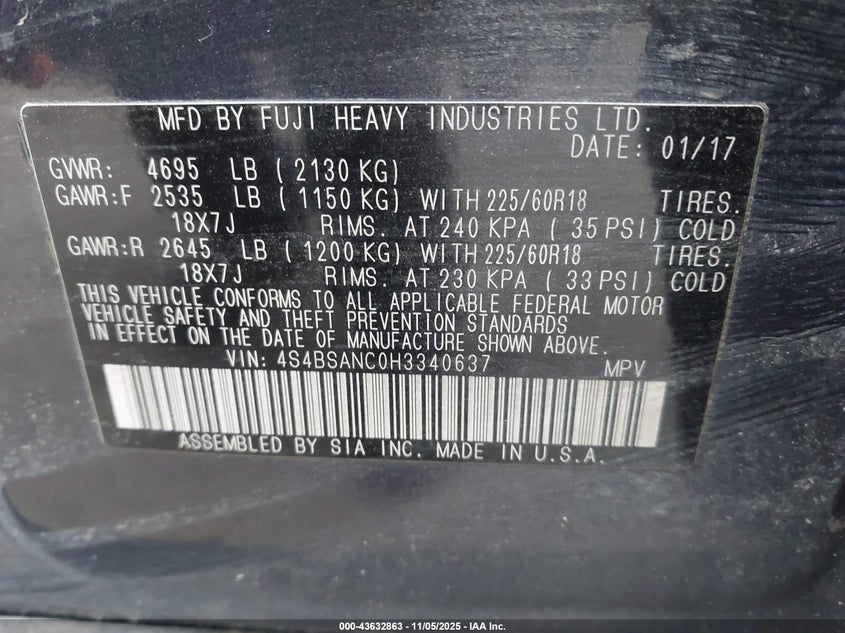 MFD BY FUJI HEAVY INDUSTRIES LTD.
DATE: 01/17
GVWR: 4695 LB ( 2130 KG)
GAWR:F 2535 LB ( 1150 KG) WITH 225/60R18 TIRES.
18X7J RIMS. AT 240 KPA ( 35 PSI) COLD
GAWR:R 2645 LB ( 1200 KG) WITH 225/60R18 TIRES.
18X7J RIMS. AT 230 KPA ( 33 PSI) COLD
THIS VEHICLE CONFORMS TO ALL APPLICABLE FEDERAL MOTOR
VEHICLE SAFETY AND THEFT PREVENTION STANDARDS
IN EFFECT ON THE DATE OF MANUFACTURE SHOWN ABOVE.
VIN: 4S4BSANC0H3340637 MPV
ASSEMBLED BY SIA INC. MADE IN U.S.A.
000-43632863 - 11/05/2025 - IAA Inc.